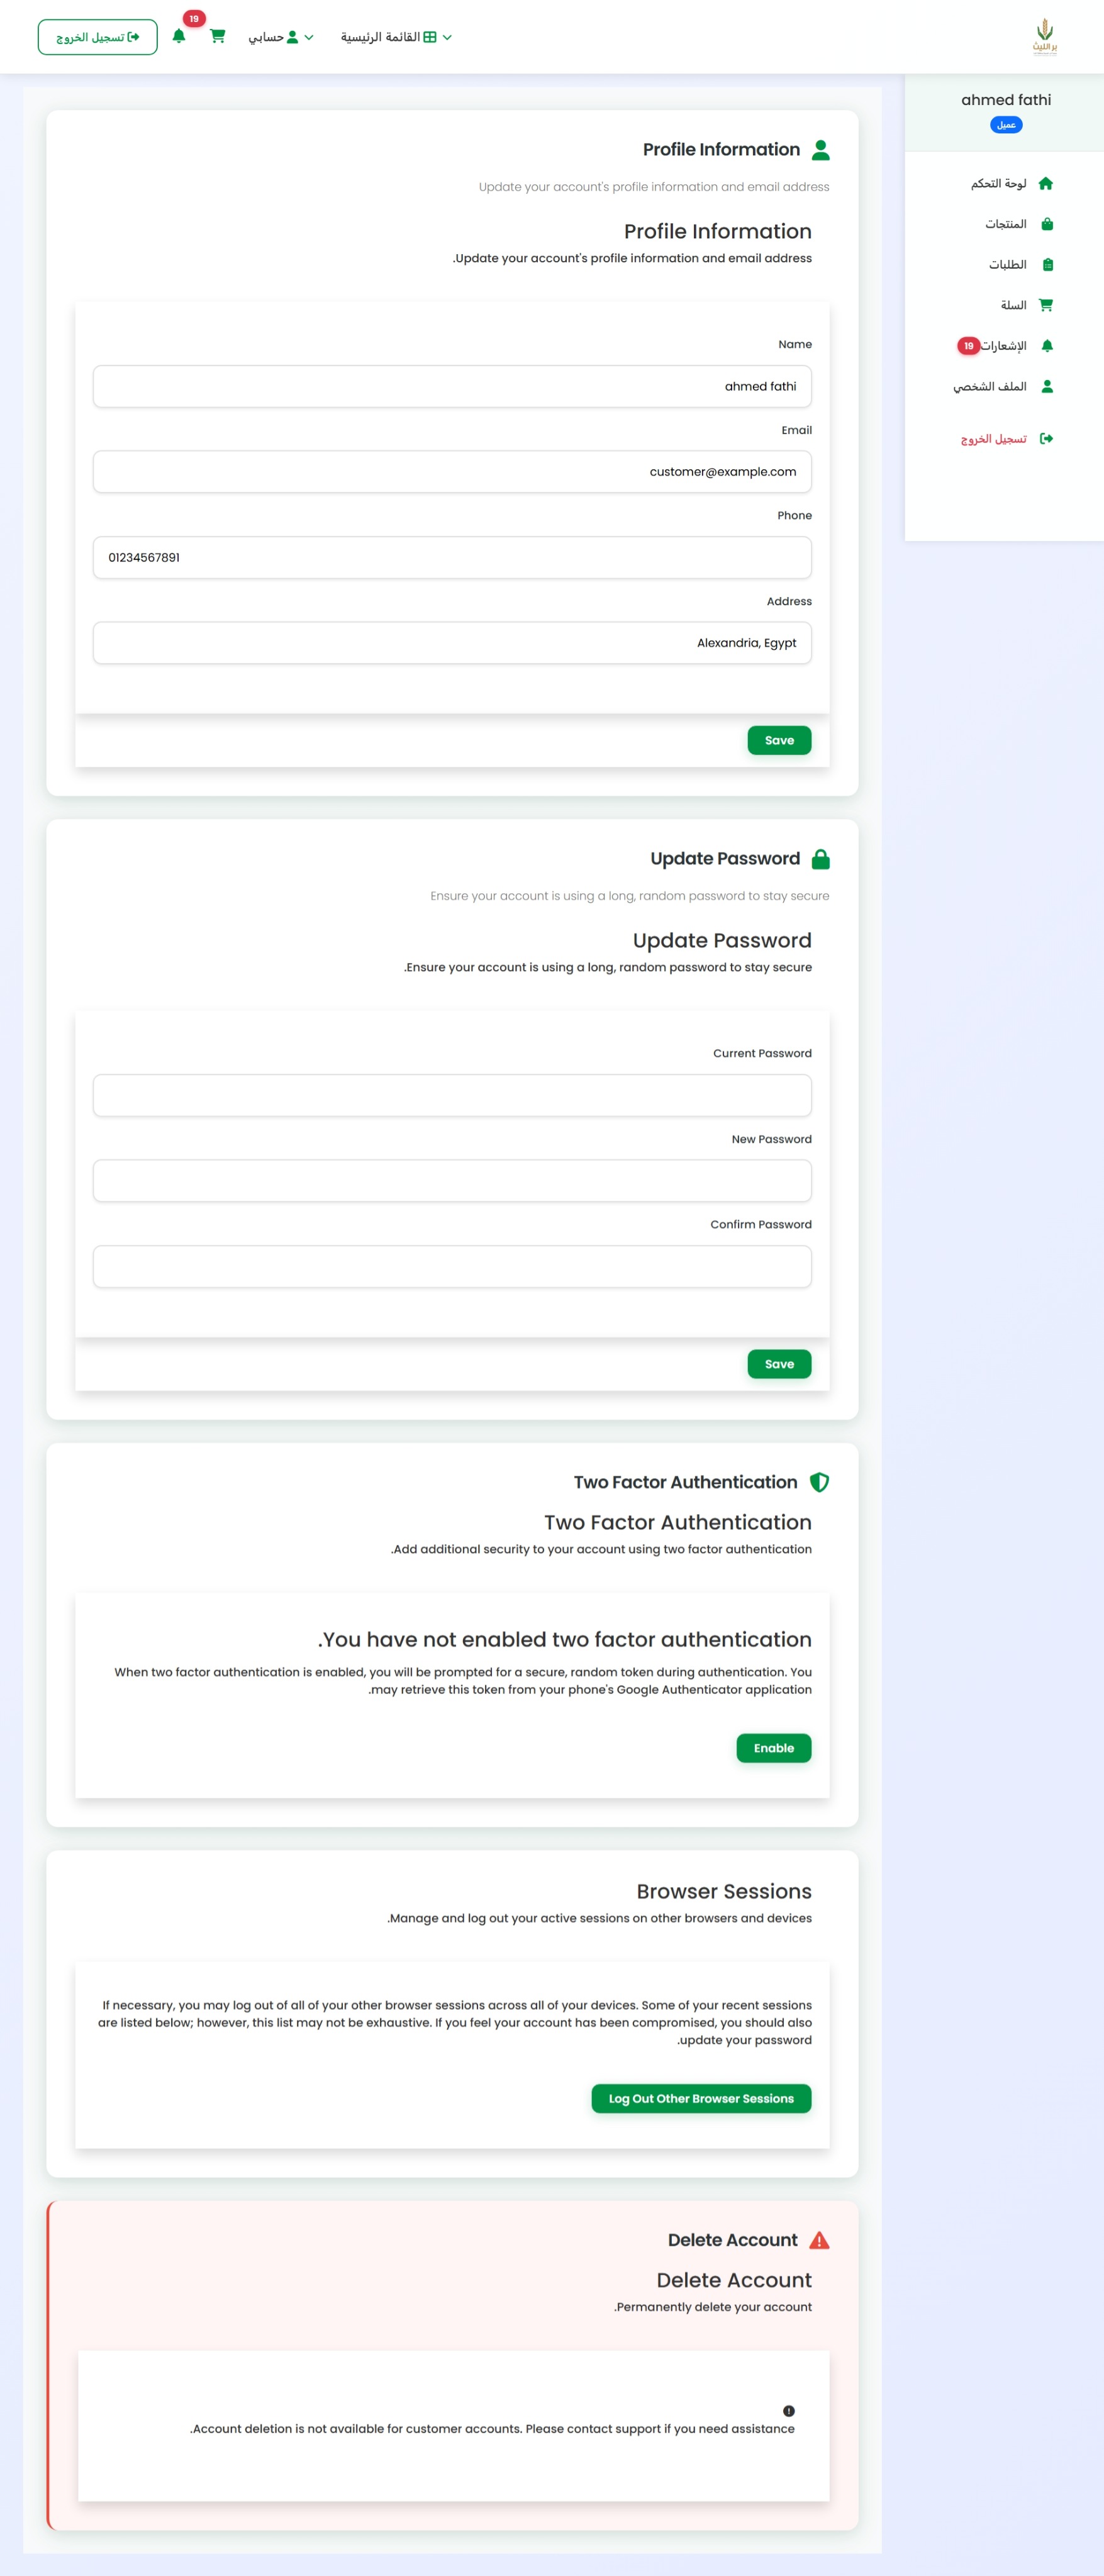 بر الليث
القائمة الرئيسية
حسابي
19
تسجيل الخروج
ahmed fathi
عميل
لوحة التحكم
المنتجات
الطلبات
السلة
الإشعارات 19
الملف الشخصي
تسجيل الخروج
Profile Information
Update your account's profile information and email address
Profile Information
Update your account's profile information and email address.
Name
ahmed fathi
Email
customer@example.com
Phone
01234567891
Address
Alexandria, Egypt
Save
Update Password
Ensure your account is using a long, random password to stay secure
Update Password
Ensure your account is using a long, random password to stay secure.
Current Password
New Password
Confirm Password
Save
Two Factor Authentication
Two Factor Authentication
Add additional security to your account using two factor authentication.
You have not enabled two factor authentication.
When two factor authentication is enabled, you will be prompted for a secure, random token during authentication. You
may retrieve this token from your phone's Google Authenticator application.
Enable
Browser Sessions
Manage and log out your active sessions on other browsers and devices.
If necessary, you may log out of all of your other browser sessions across all of your devices. Some of your recent sessions
are listed below; however, this list may not be exhaustive. If you feel your account has been compromised, you should also
update your password.
Log Out Other Browser Sessions
Delete Account
Delete Account
Permanently delete your account.
Account deletion is not available for customer accounts. Please contact support if you need assistance.